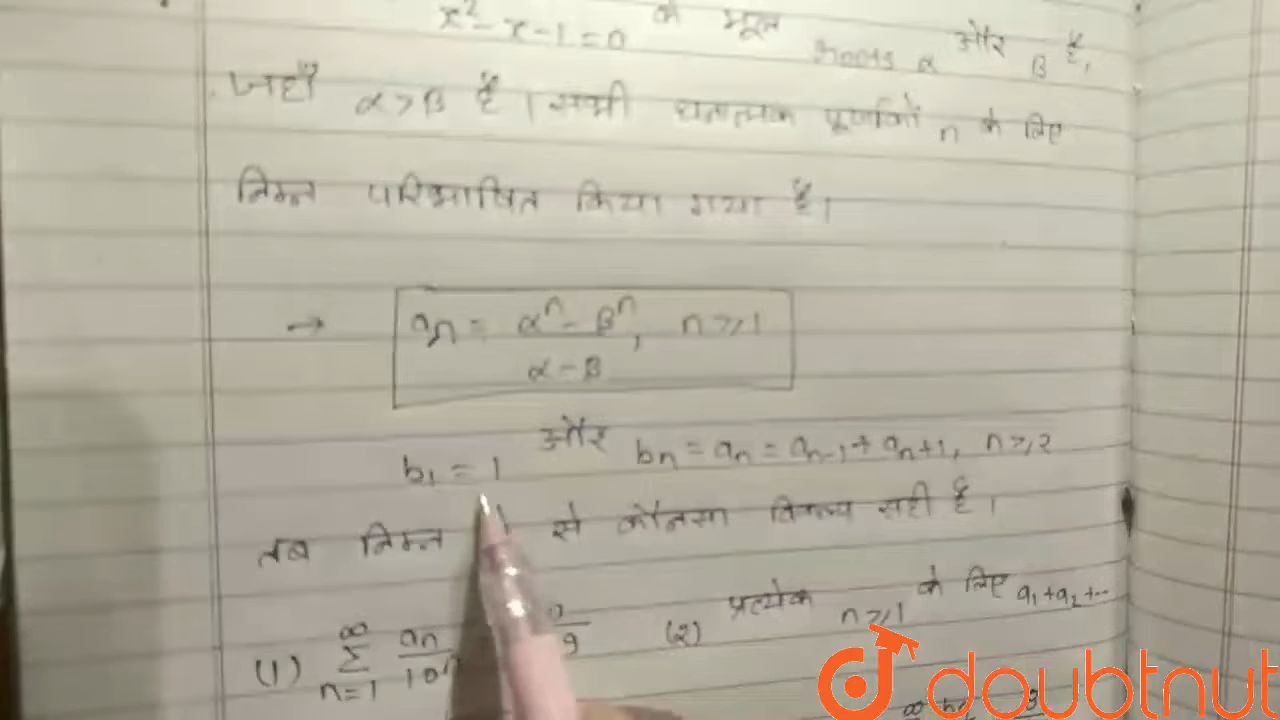 x² - x - 1 = 0 के मूल roots α और β है,
जहाँ α > β है । सभी धनात्मक पूर्णांकों n के लिए
निम्न परिभाषित किया गया है ।
→ aₙ = (αⁿ - βⁿ)/(α - β), n ≥ 1
b₁ = 1 और bₙ = aₙ = aₙ₋₁ + aₙ+1, n ≥ 2
तब निम्न से कौनसा विकल्प सही है ।
(1) ∞ Σ n=1 aₙ/10ⁿ 9 (2) प्रत्येक n ≥ 1 के लिए a₁ + a₂ + ...
doubtnut